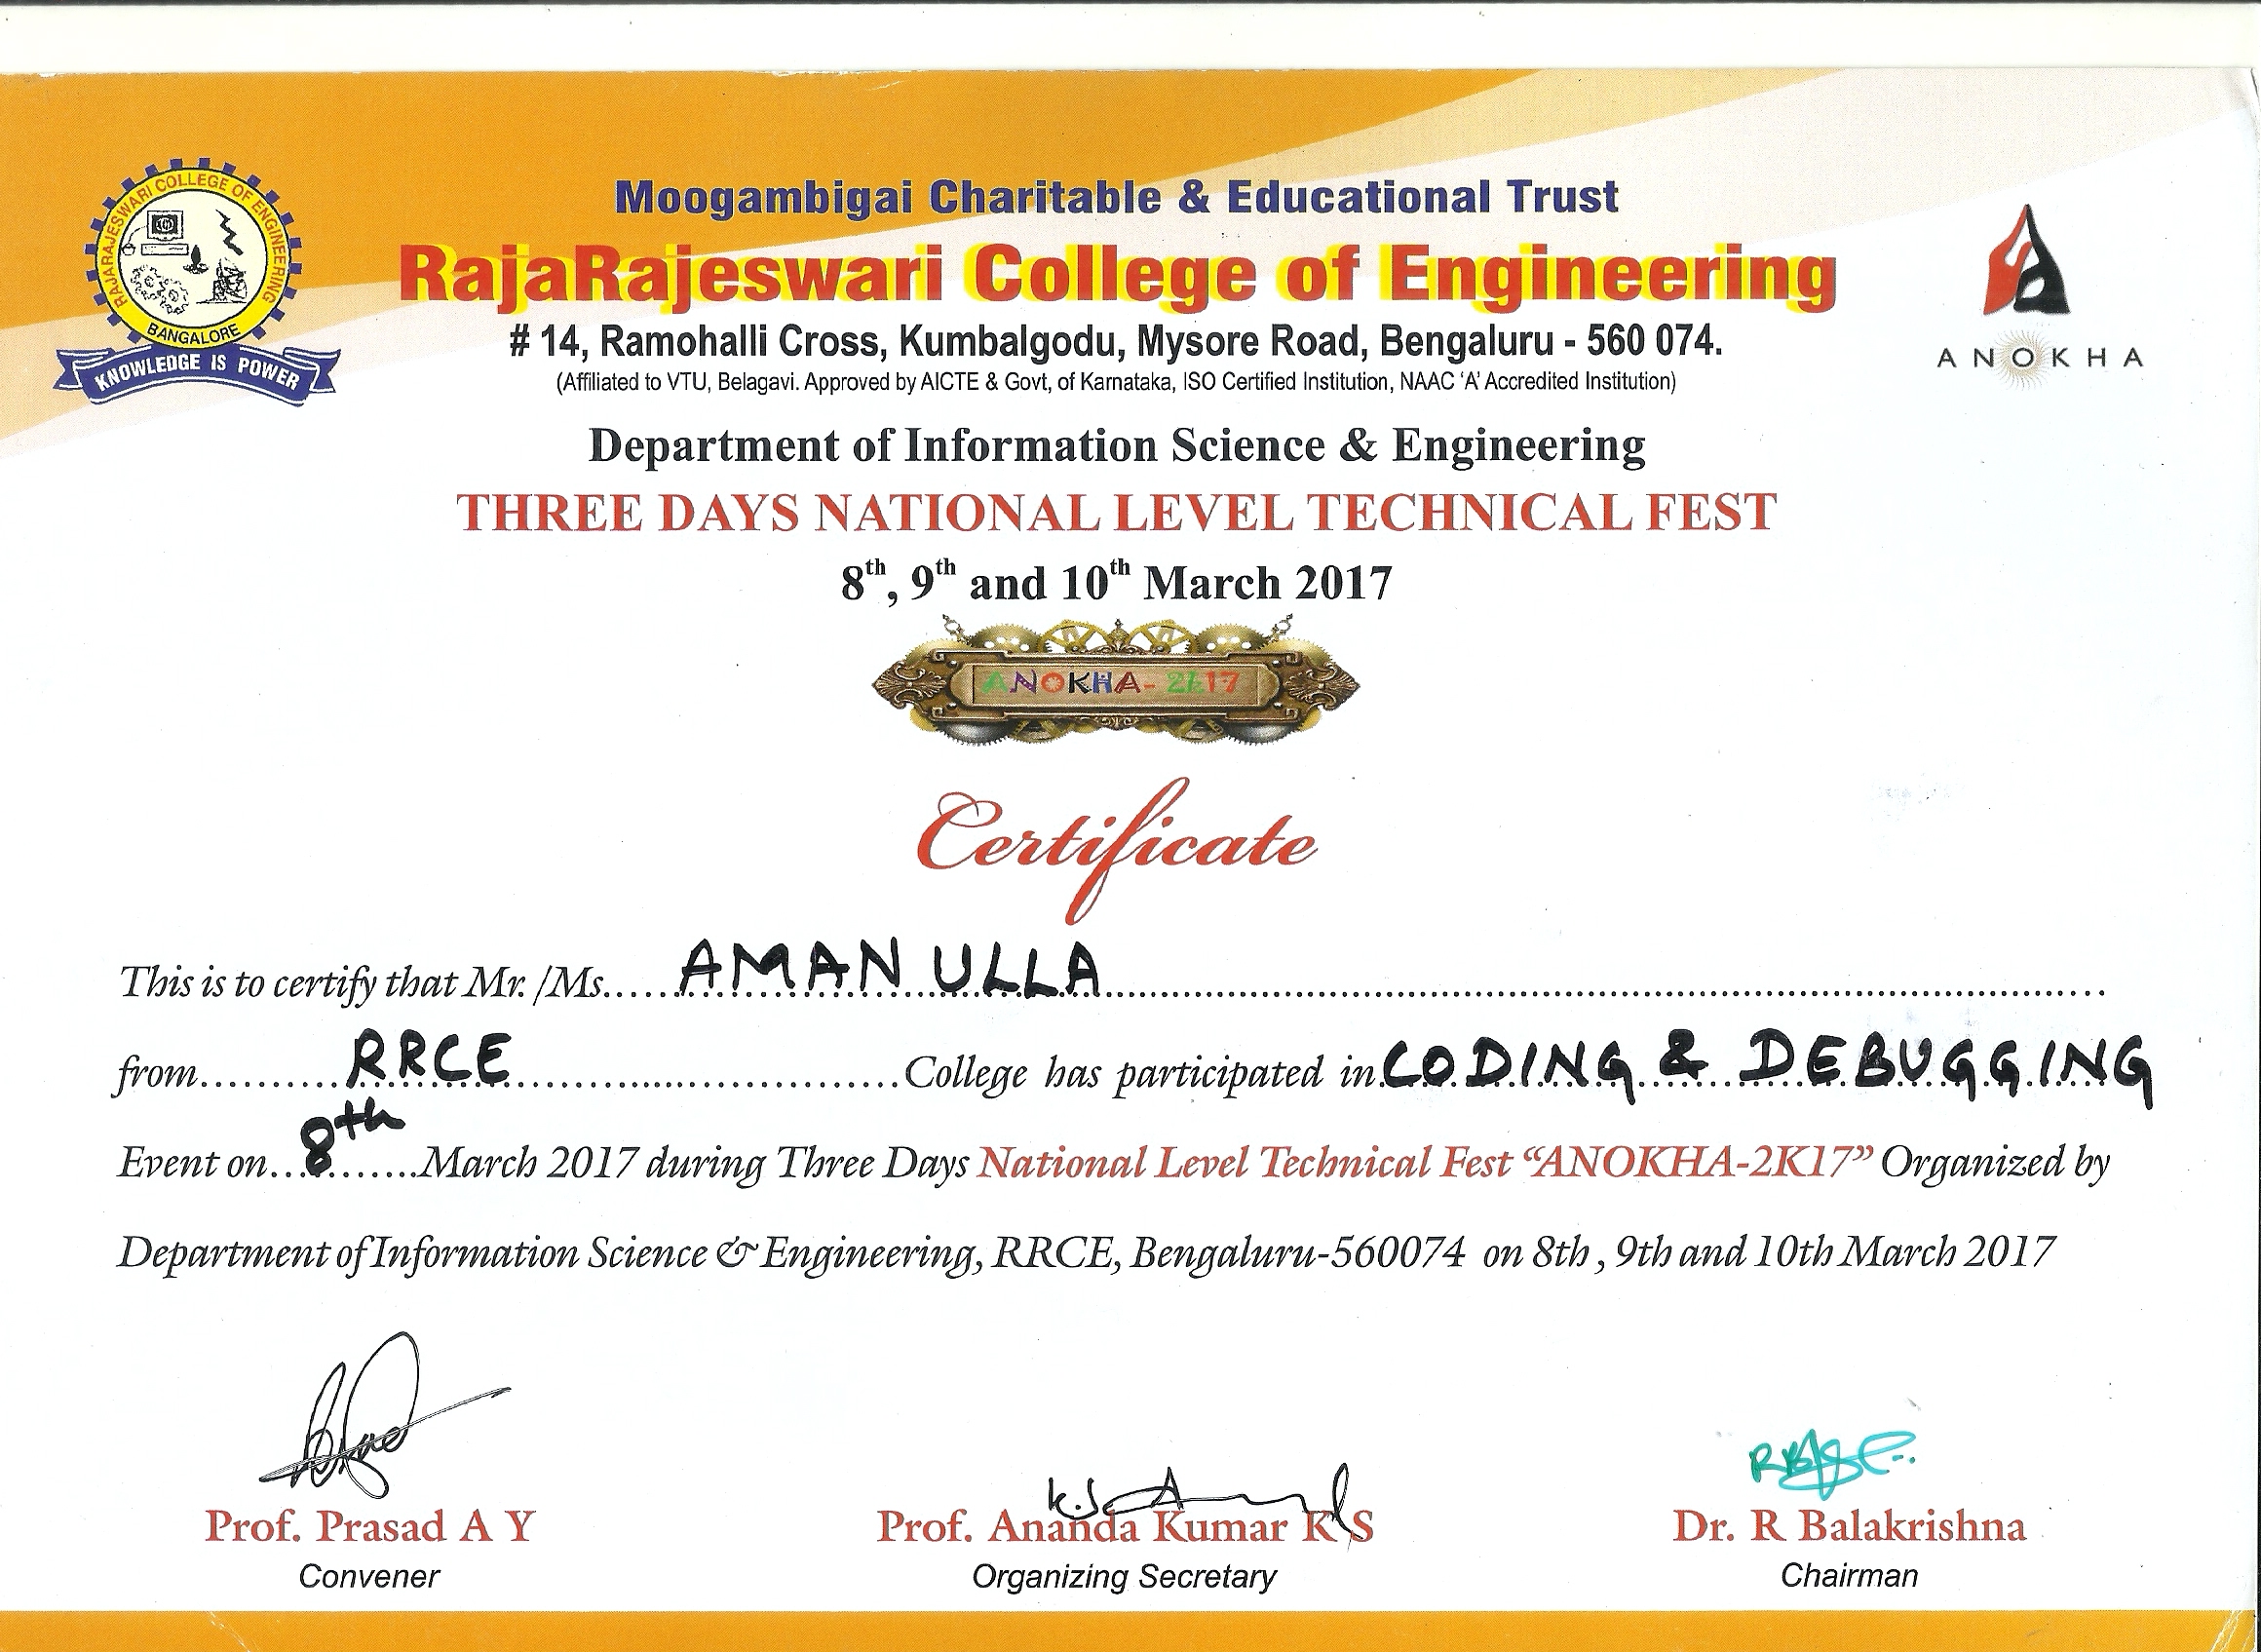 RAJARAJESWARI COLLEGE OF ENGINEERING
BANGALORE
KNOWLEDGE IS POWER
Moogambigai Charitable & Educational Trust
RajaRajeswari College of Engineering
# 14, Ramohalli Cross, Kumbalgodu, Mysore Road, Bengaluru - 560 074.
(Affiliated to VTU, Belagavi. Approved by AICTE & Govt, of Karnataka, ISO Certified Institution, NAAC ‘A’ Accredited Institution)
ANOKHA
Department of Information Science & Engineering
THREE DAYS NATIONAL LEVEL TECHNICAL FEST
8th, 9th and 10th March 2017
ANOKHA- 2k17
Certificate
This is to certify that Mr. /Ms. AMAN ULLA
from RRCE College has participated in CODING & DEBUGGING
Event on 8th March 2017 during Three Days National Level Technical Fest “ANOKHA-2K17” Organized by
Department of Information Science & Engineering, RRCE, Bengaluru-560074 on 8th , 9th and 10th March 2017
Prof. Prasad A Y
Convener
Prof. Ananda Kumar K S
Organizing Secretary
Dr. R Balakrishna
Chairman